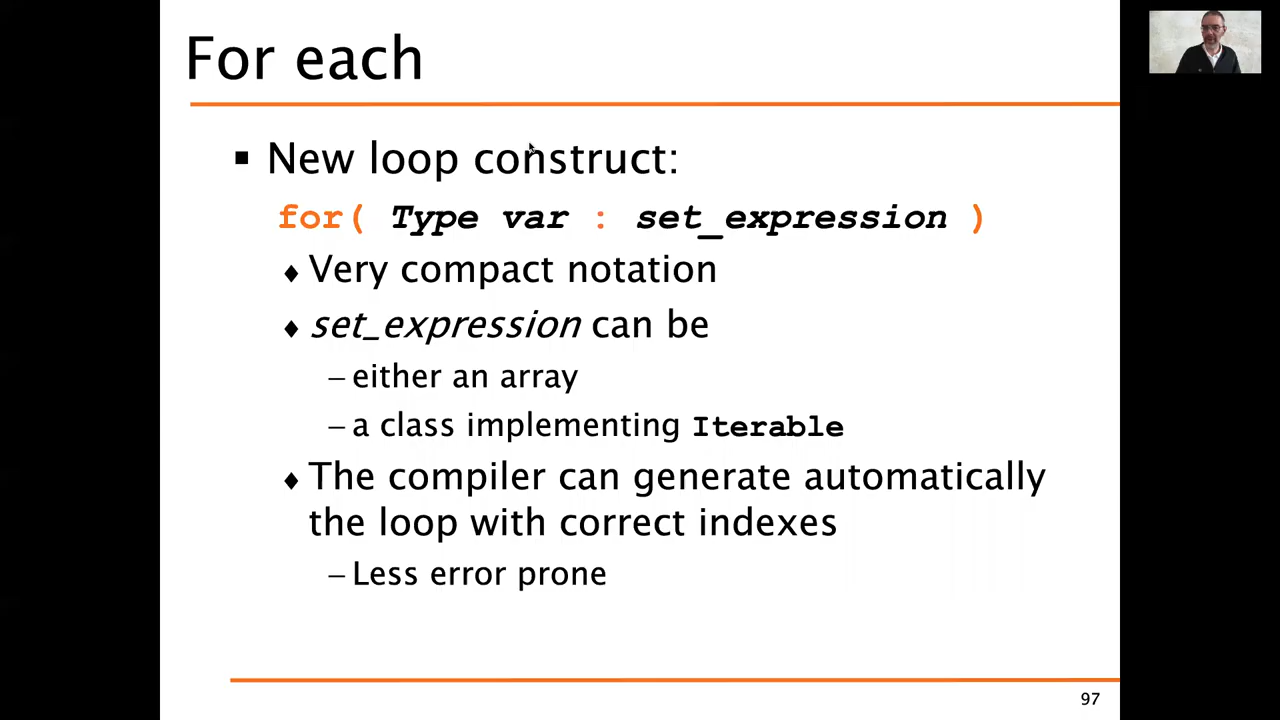 For each
▪ New loop construct:
for( Type var : set_expression )
♦ Very compact notation
♦ set_expression can be
– either an array
– a class implementing Iterable
♦ The compiler can generate automatically
the loop with correct indexes
– Less error prone
97